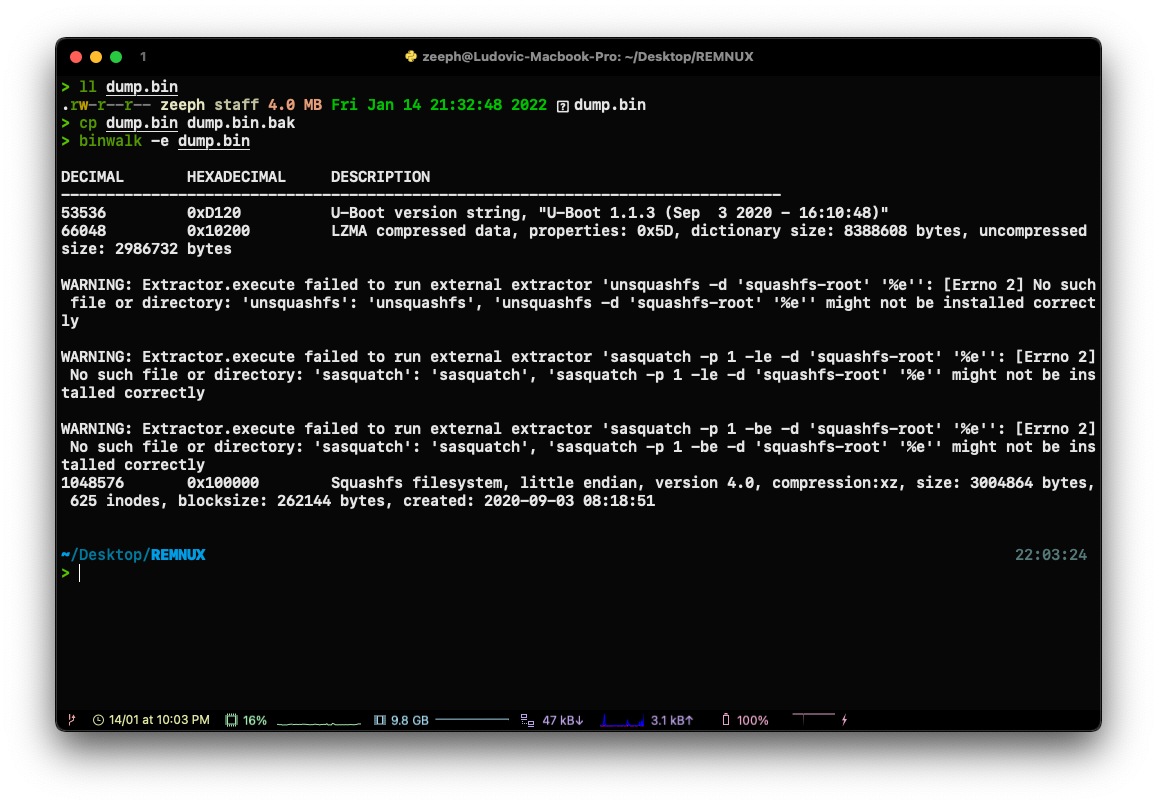 1 zeeph@Ludovic-Macbook-Pro: ~/Desktop/REMNUX
> ll dump.bin
.rw-r--r-- zeeph staff 4.0 MB Fri Jan 14 21:32:48 2022 dump.bin
> cp dump.bin dump.bin.bak
> binwalk -e dump.bin
DECIMAL HEXADECIMAL DESCRIPTION
--------------------------------------------------------------------------------
53536 0xD120 U-Boot version string, "U-Boot 1.1.3 (Sep  3 2020 - 16:10:48)"
66048 0x10200 LZMA compressed data, properties: 0x5D, dictionary size: 8388608 bytes, uncompressed
size: 2986732 bytes
WARNING: Extractor.execute failed to run external extractor 'unsquashfs -d 'squashfs-root' '%e'': [Errno 2] No such
file or directory: 'unsquashfs': 'unsquashfs', 'unsquashfs -d 'squashfs-root' '%e'' might not be installed correct
ly
WARNING: Extractor.execute failed to run external extractor 'sasquatch -p 1 -le -d 'squashfs-root' '%e'': [Errno 2]
No such file or directory: 'sasquatch': 'sasquatch', 'sasquatch -p 1 -le -d 'squashfs-root' '%e'' might not be ins
talled correctly
WARNING: Extractor.execute failed to run external extractor 'sasquatch -p 1 -be -d 'squashfs-root' '%e'': [Errno 2]
No such file or directory: 'sasquatch': 'sasquatch', 'sasquatch -p 1 -be -d 'squashfs-root' '%e'' might not be ins
talled correctly
1048576 0x100000 Squashfs filesystem, little endian, version 4.0, compression:xz, size: 3004864 bytes,
625 inodes, blocksize: 262144 bytes, created: 2020-09-03 08:18:51
~/Desktop/REMNUX 22:03:24
>
14/01 at 10:03 PM 16% 9.8 GB 47 kB↓ 3.1 kB↑ 100%